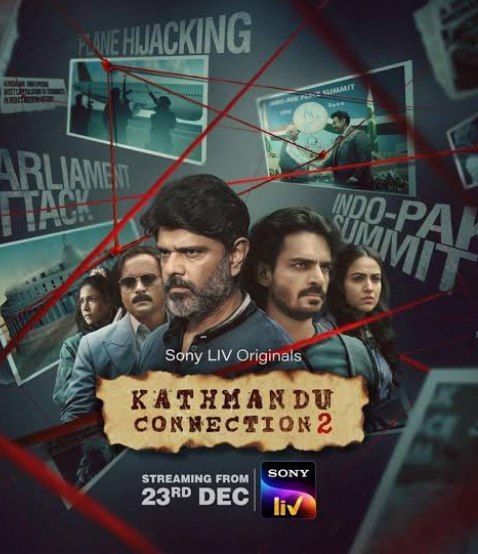 PLANE HIJACKING
INDO-PAK PEACE SUMMIT
ARLIAMENT
TTACK
INDO-PAK
SUMMIT
Sony LIV Originals
KATHMANDU
CONNECTION 2
STREAMING FROM
23RD DEC
SONY
liv